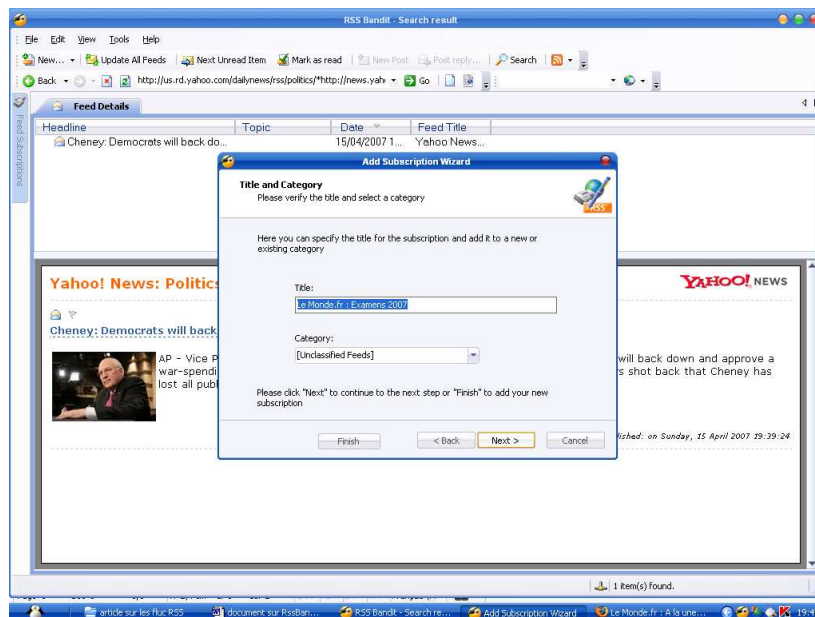 RSS Bandit - Search result
File Edit View Tools Help
New... Update All Feeds Next Unread Item Mark as read New Post Post reply... Search
Back http://us.rd.yahoo.com/dailynews/rss/politics/*http://news.yah Go
Feed Subscriptions
Feed Details
Headline Topic Date Feed Title
Cheney: Democrats will back do... 15/04/2007 1... Yahoo News...
Add Subscription Wizard
Title and Category
Please verify the title and select a category
RSS
Here you can specify the title for the subscription and add it to a new or
existing category
Title:
Le Monde.fr : Examens 2007
Category:
[Unclassified Feeds]
Please click "Next" to continue to the next step or "Finish" to add your new
subscription
Finish < Back Next > Cancel
Yahoo! News: Politics
YAHOO! NEWS
Cheney: Democrats will back
AP - Vice P will back down and approve a
war-spendi s shot back that Cheney has
lost all publ
lished: on Sunday, 15 April 2007 19:39:24
1 item(s) found.
article sur les fluc RSS document sur RssBan... RSS Bandit - Search re... Add Subscription Wizard Le Monde.fr : A la une... 19:4